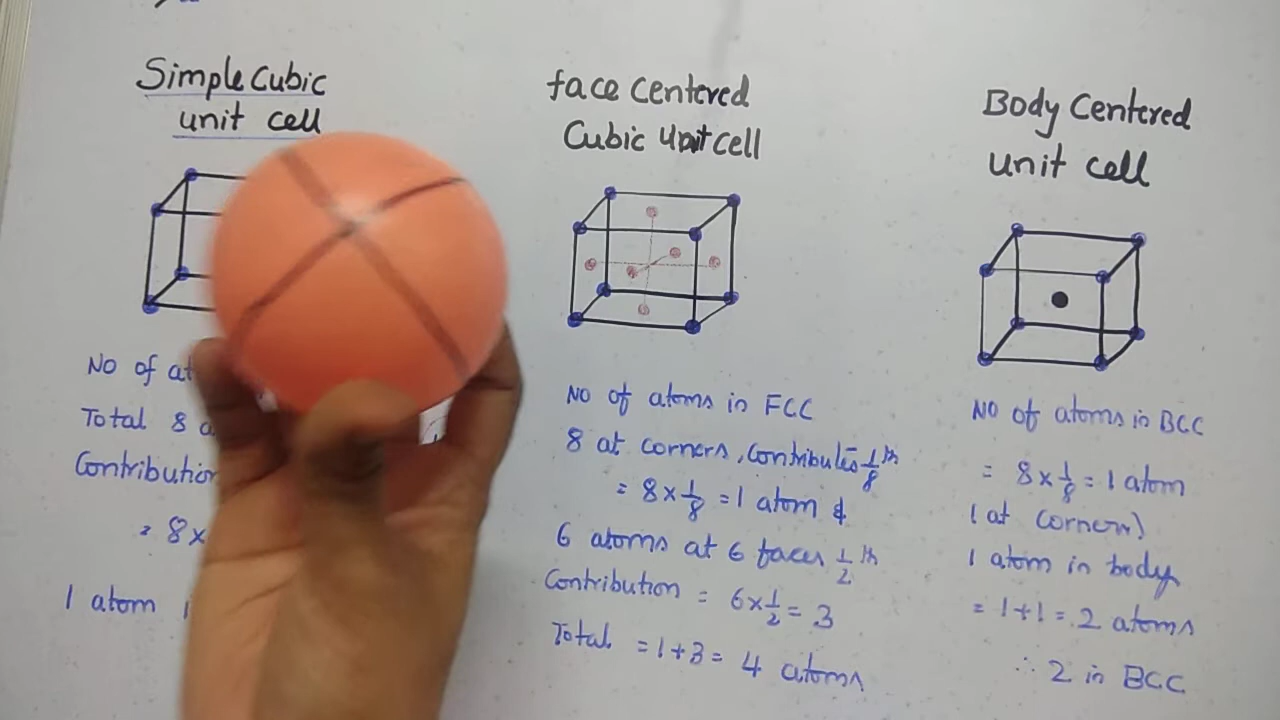 Simple Cubic
unit cell
No of at
Total 8 a
Contribution
= 8×
1 atom
face Centered
Cubic Unit cell
No of atoms in FCC
8 at corners, contributes 1/8 th
= 8×1/8 = 1 atom &
6 atoms at 6 faces 1/2 th
Contribution = 6×1/2 = 3
Total = 1+3 = 4 atoms
Body Centered
unit cell
No of atoms in BCC
= 8×1/8 = 1 atom
(at corners)
1 atom in body
= 1+1 = 2 atoms
∴ 2 in BCC